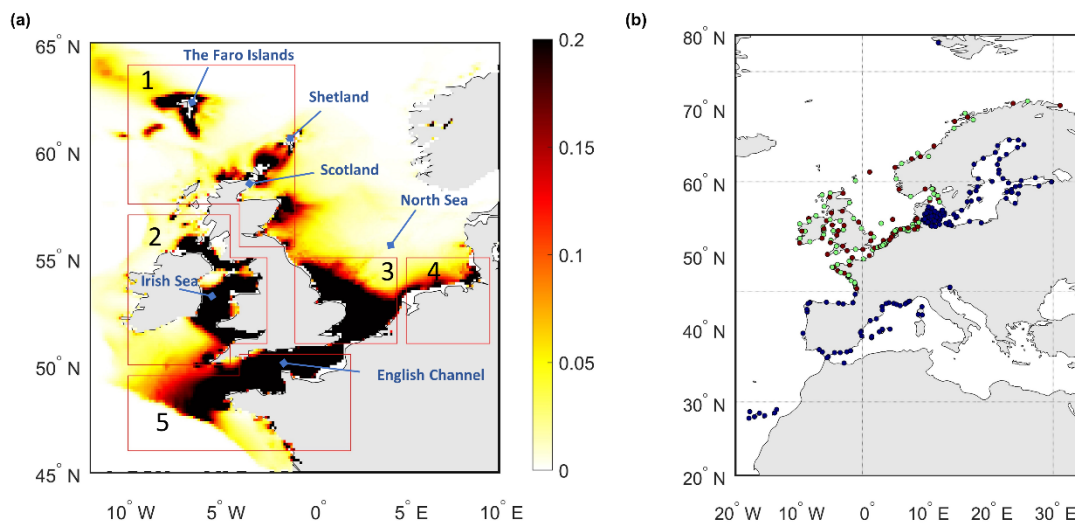 (a)
65° N
60° N
55° N
50° N
45° N
10° W
5° W
0°
5° E
10° E
1
The Faro Islands
Shetland
Scotland
North Sea
2
3
4
Irish Sea
English Channel
5
0.2
0.15
0.1
0.05
0
(b)
80° N
70° N
60° N
50° N
40° N
30° N
20° N
20° W
10° W
0°
10° E
20° E
30° E